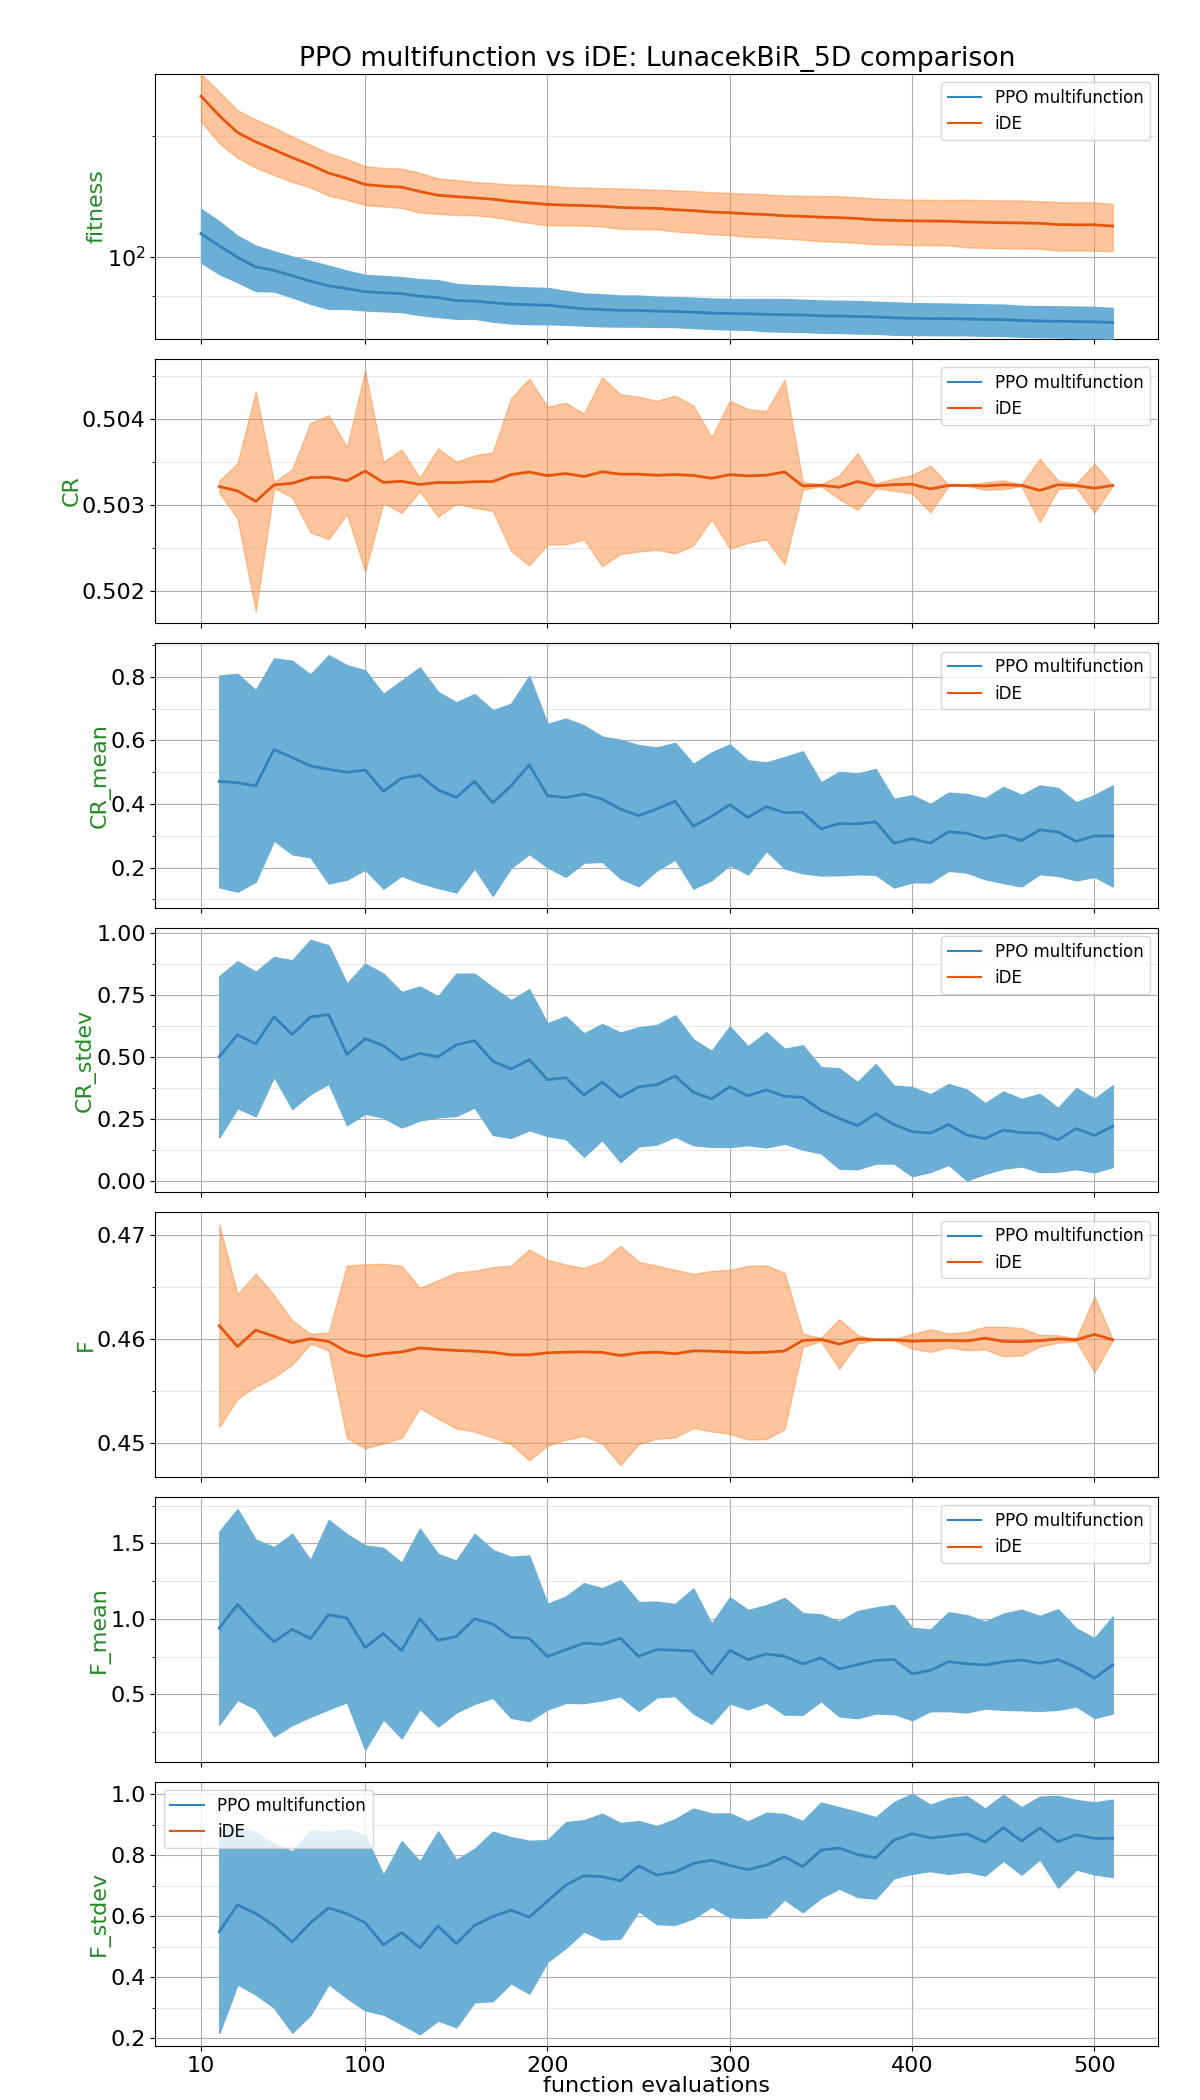 PPO multifunction vs iDE: LunacekBiR_5D comparison
fitness
10²
PPO multifunction
iDE
CR
0.504
0.503
0.502
PPO multifunction
iDE
CR_mean
0.8
0.6
0.4
0.2
PPO multifunction
iDE
CR_stdev
1.00
0.75
0.50
0.25
0.00
PPO multifunction
iDE
F
0.47
0.46
0.45
PPO multifunction
iDE
F_mean
1.5
1.0
0.5
PPO multifunction
iDE
F_stdev
1.0
0.8
0.6
0.4
0.2
PPO multifunction
iDE
10 100 200 300 400 500
function evaluations